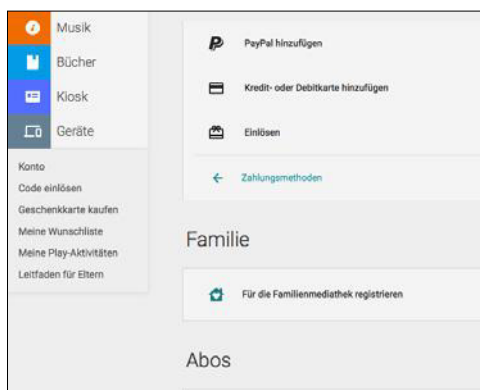 Musik
Bücher
Kiosk
Geräte
Konto
Code einlösen
Geschenkkarte kaufen
Meine Wunschliste
Meine Play-Aktivitäten
Leitfaden für Eltern
PayPal hinzufügen
Kredit- oder Debitkarte hinzufügen
Einlösen
Zahlungsmethoden
Familie
Für die Familienmediathek registrieren
Abos